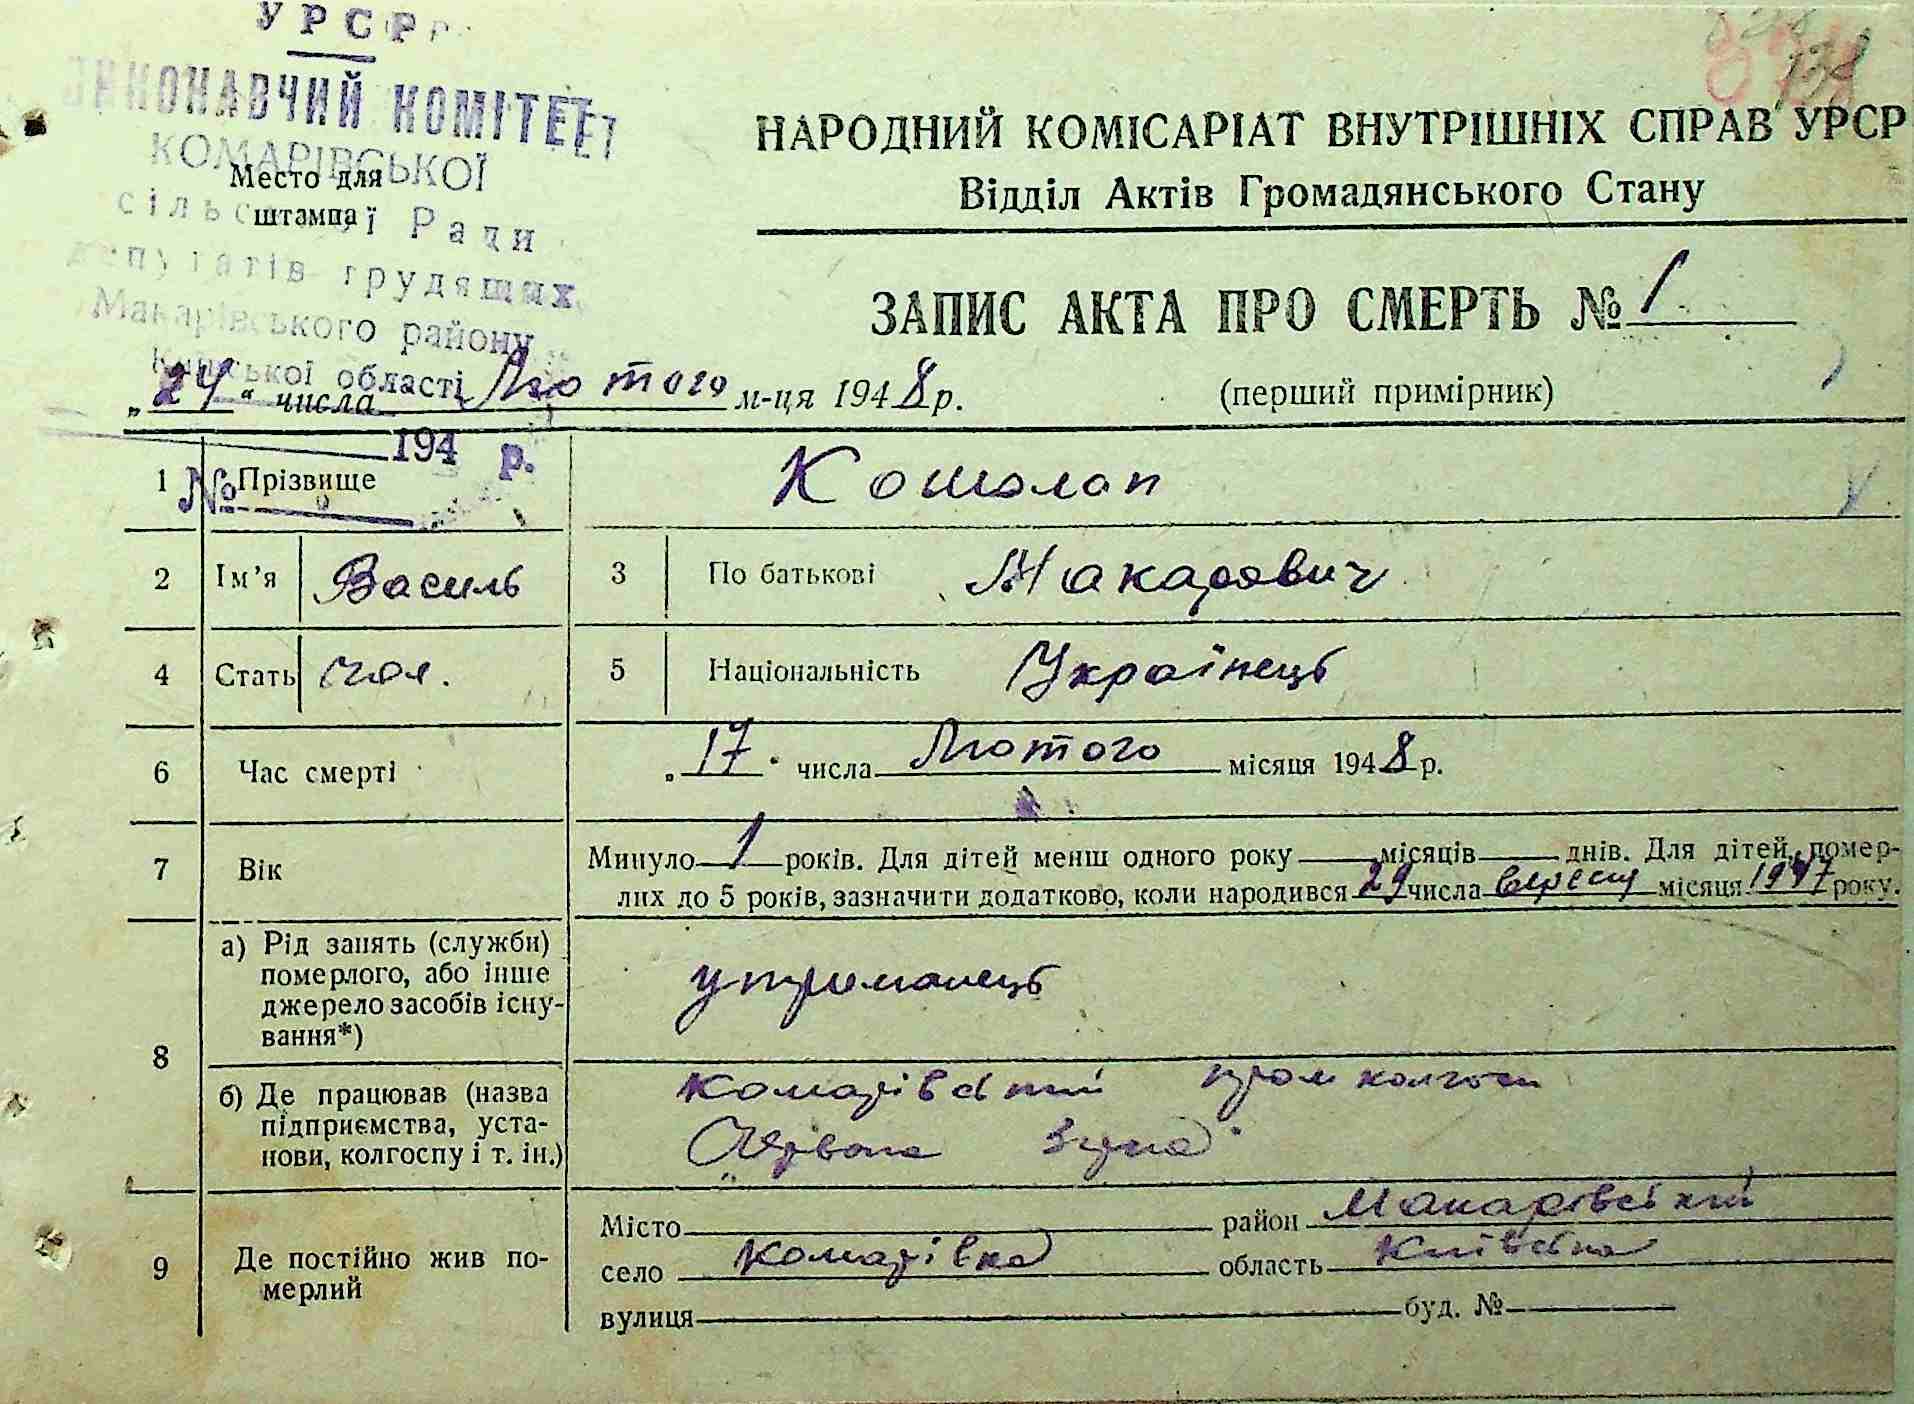 УРСР
ВИКОНАВЧИЙ КОМІТЕТ
КОМАРІВСЬКОЇ
Место для
штампа
сільської Ради
депутатів трудящих
Макарівського району
Київської області
194 р.
№
НАРОДНИЙ КОМІСАРІАТ ВНУТРІШНІХ СПРАВ УРСР
Відділ Актів Громадянського Стану
ЗАПИС АКТА ПРО СМЕРТЬ № 1
„24“ числа Лютого м-ця 1948 р.
(перший примірник)
1 Прізвище Кошолап
2 Ім'я Василь 3 По батькові Макарович
4 Стать чол. 5 Національність Українець
6 Час смерті „17“ числа Лютого місяця 1948 р.
7 Вік Минуло 1 років. Для дітей менш одного року місяців днів. Для дітей, помер-
лих до 5 років, зазначити додатково, коли народився 29 числа вересня місяця 1947 року.
8 а) Рід занять (служби)
померлого, або інше
джерело засобів існу-
вання*)
утриманець
б) Де працював (назва
підприємства, уста-
нови, колгоспу і т. ін.)
Комарівський пром колгосп
„Червона
9 Де постійно жив по-
мерлий
Місто район Макарівський
село Комарівка область Київська
вулиця буд. №